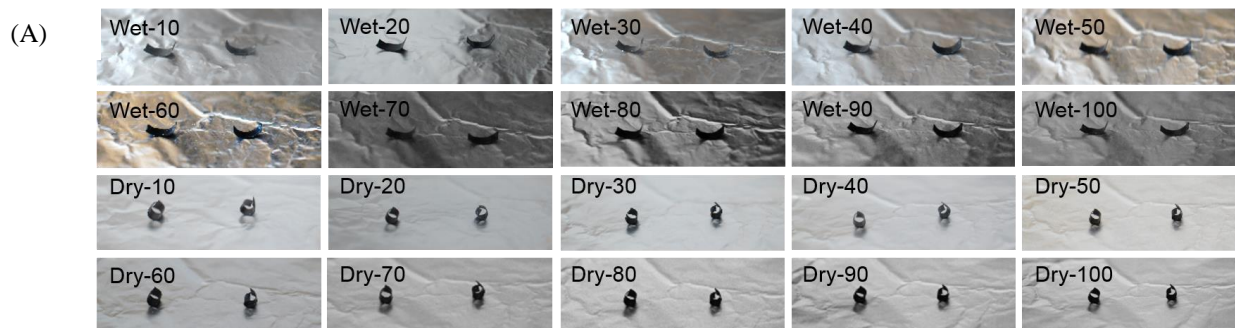 (A)
Wet-10 Wet-20 Wet-30 Wet-40 Wet-50
Wet-60 Wet-70 Wet-80 Wet-90 Wet-100
Dry-10 Dry-20 Dry-30 Dry-40 Dry-50
Dry-60 Dry-70 Dry-80 Dry-90 Dry-100